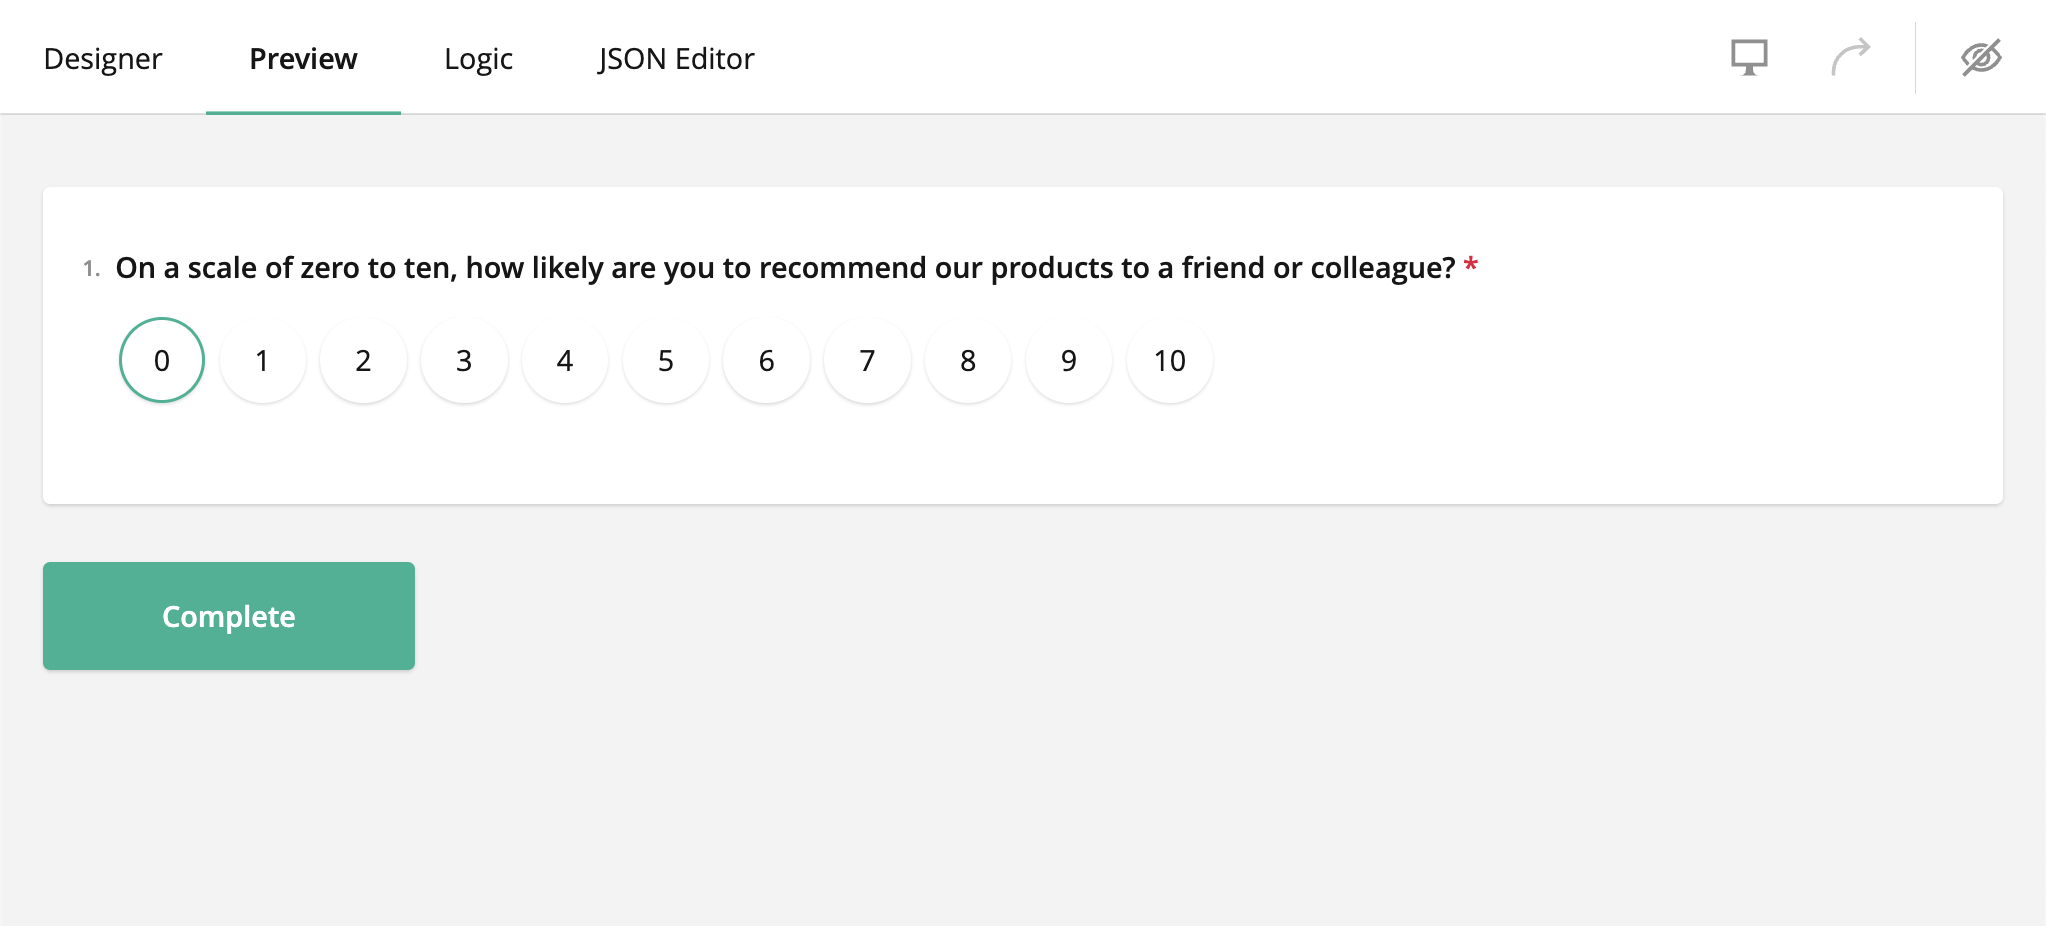 Designer Preview Logic JSON Editor
1. On a scale of zero to ten, how likely are you to recommend our products to a friend or colleague? *
0 1 2 3 4 5 6 7 8 9 10
Complete